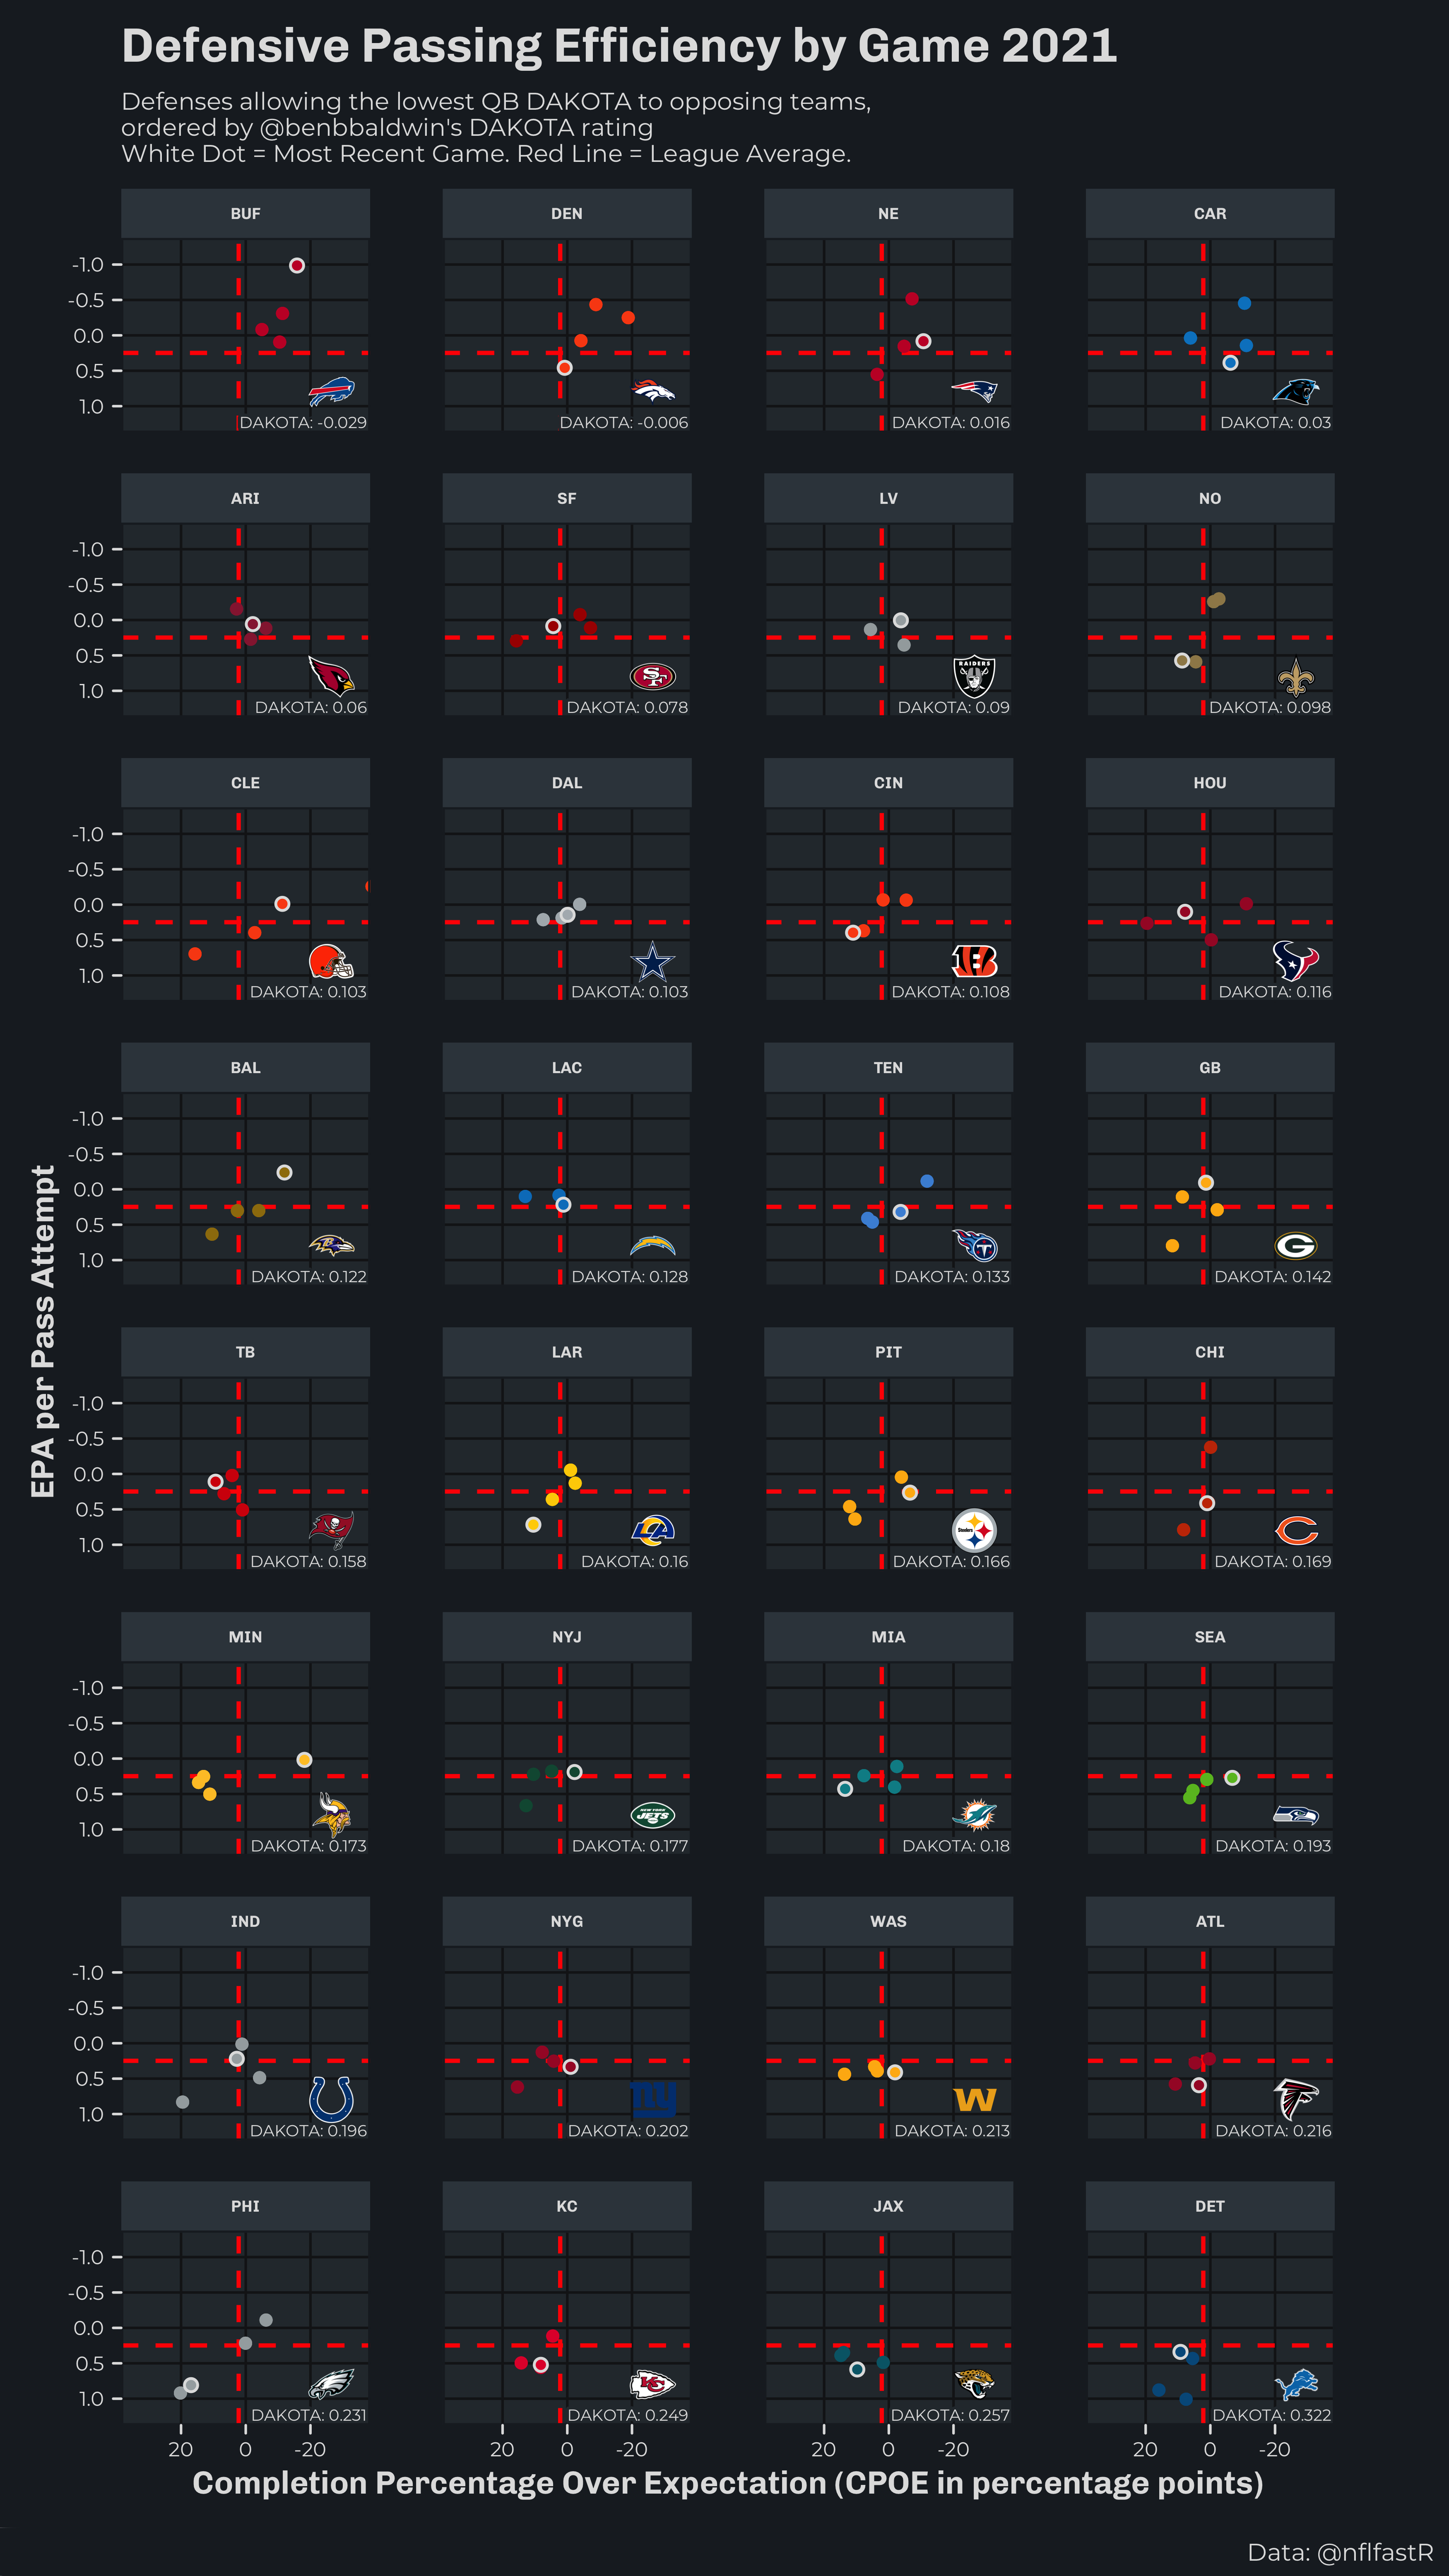 Defensive Passing Efficiency by Game 2021
Defenses allowing the lowest QB DAKOTA to opposing teams,
ordered by @benbbaldwin's DAKOTA rating
White Dot = Most Recent Game. Red Line = League Average.
BUF DEN NE CAR
-1.0
-0.5
0.0
0.5
1.0
DAKOTA: -0.029 DAKOTA: -0.006 DAKOTA: 0.016 DAKOTA: 0.03
ARI SF LV NO
-1.0
-0.5
0.0
0.5
RAIDERS
SF
1.0
DAKOTA: 0.06 DAKOTA: 0.078 DAKOTA: 0.09 DAKOTA: 0.098
CLE DAL CIN HOU
-1.0
-0.5
0.0
0.5
B
1.0
DAKOTA: 0.103 DAKOTA: 0.103 DAKOTA: 0.108 DAKOTA: 0.116
BAL LAC TEN GB
-1.0
-0.5
0.0
0.5
T G
1.0
DAKOTA: 0.122 DAKOTA: 0.128 DAKOTA: 0.133 DAKOTA: 0.142
EPA per Pass Attempt
TB LAR PIT CHI
-1.0
-0.5
0.0
0.5
LA Steelers C
1.0
DAKOTA: 0.158 DAKOTA: 0.16 DAKOTA: 0.166 DAKOTA: 0.169
MIN NYJ MIA SEA
-1.0
-0.5
0.0
0.5
NEW YORK
JETS
1.0
DAKOTA: 0.173 DAKOTA: 0.177 DAKOTA: 0.18 DAKOTA: 0.193
IND NYG WAS ATL
-1.0
-0.5
0.0
0.5
ny W
1.0
DAKOTA: 0.196 DAKOTA: 0.202 DAKOTA: 0.213 DAKOTA: 0.216
PHI KC JAX DET
-1.0
-0.5
0.0
0.5
KC
1.0
DAKOTA: 0.231 DAKOTA: 0.249 DAKOTA: 0.257 DAKOTA: 0.322
20 0 -20 20 0 -20 20 0 -20 20 0 -20
Completion Percentage Over Expectation (CPOE in percentage points)
Data: @nflfastR